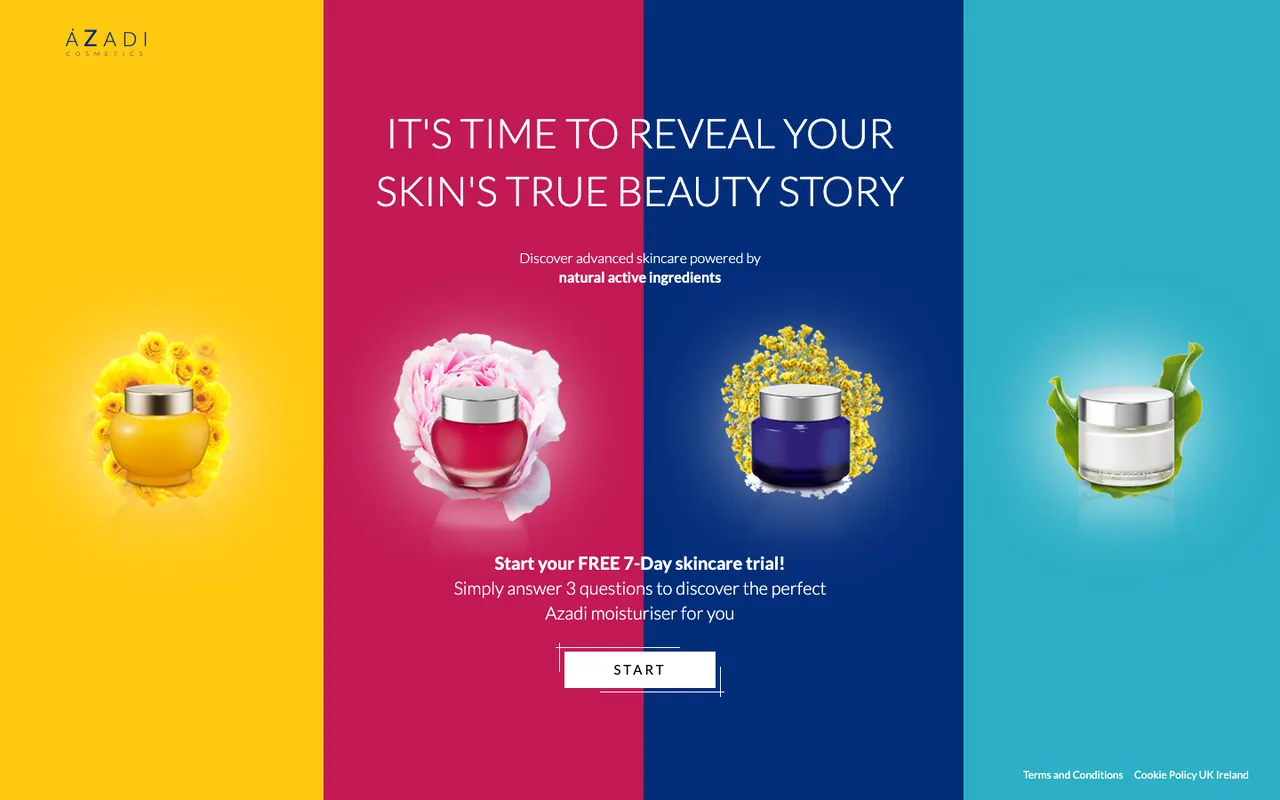 ÁZADI
COSMETICS
IT'S TIME TO REVEAL YOUR
SKIN'S TRUE BEAUTY STORY
Discover advanced skincare powered by
natural active ingredients
Start your FREE 7-Day skincare trial!
Simply answer 3 questions to discover the perfect
Azadi moisturiser for you
START
Terms and Conditions Cookie Policy UK Ireland